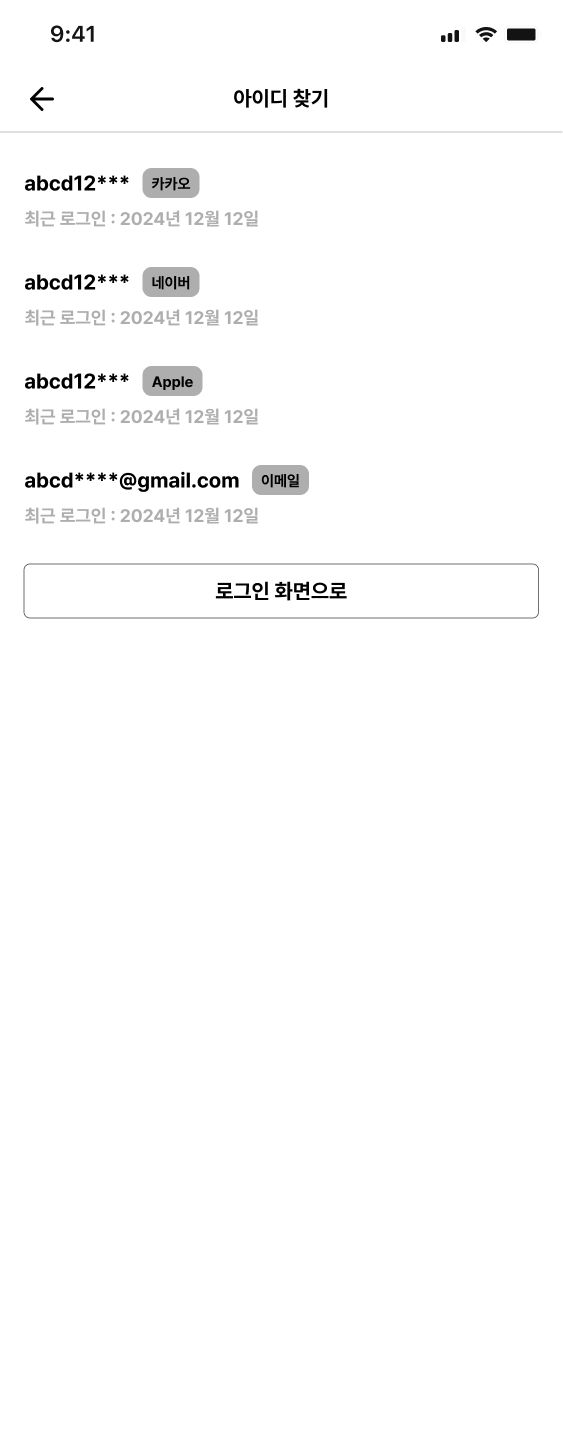 9:41
아이디 찾기
abcd12*** 카카오
최근 로그인 : 2024년 12월 12일
abcd12*** 네이버
최근 로그인 : 2024년 12월 12일
abcd12*** Apple
최근 로그인 : 2024년 12월 12일
abcd****@gmail.com 이메일
최근 로그인 : 2024년 12월 12일
로그인 화면으로